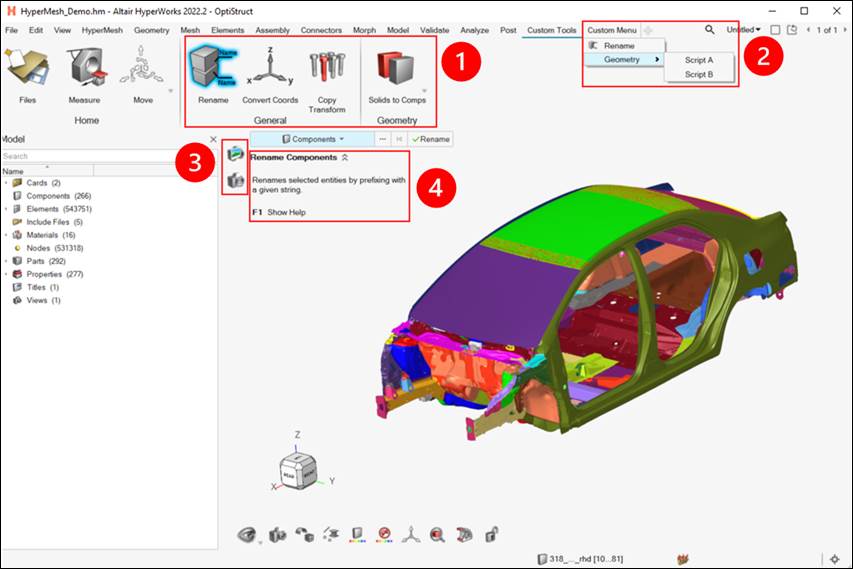 HyperMesh_Demo.hm - Altair HyperWorks 2022.2 - OptiStruct
File Edit View HyperMesh Geometry Mesh Elements Assembly Connectors Morph Model Validate Analyze Post Custom Tools Custom Menu Untitled 1 of 1
Rename
Geometry
Script A
Script B
1
2
Name
Name
z
x y
Files Measure Move Rename Convert Coords Copy Transform Solids to Comps
Home General Geometry
Model
Components Rename
Search
Name
3
4
Rename Components
Renames selected entities by prefixing with
a given string.
F1 Show Help
Cards (2)
Components (266)
Elements (543751)
Include Files (5)
Materials (16)
Nodes (531318)
Parts (292)
Properties (277)
Titles (1)
Views (1)
Z
Y
X
REAR RIGHT
318_..._rhd [10...81]